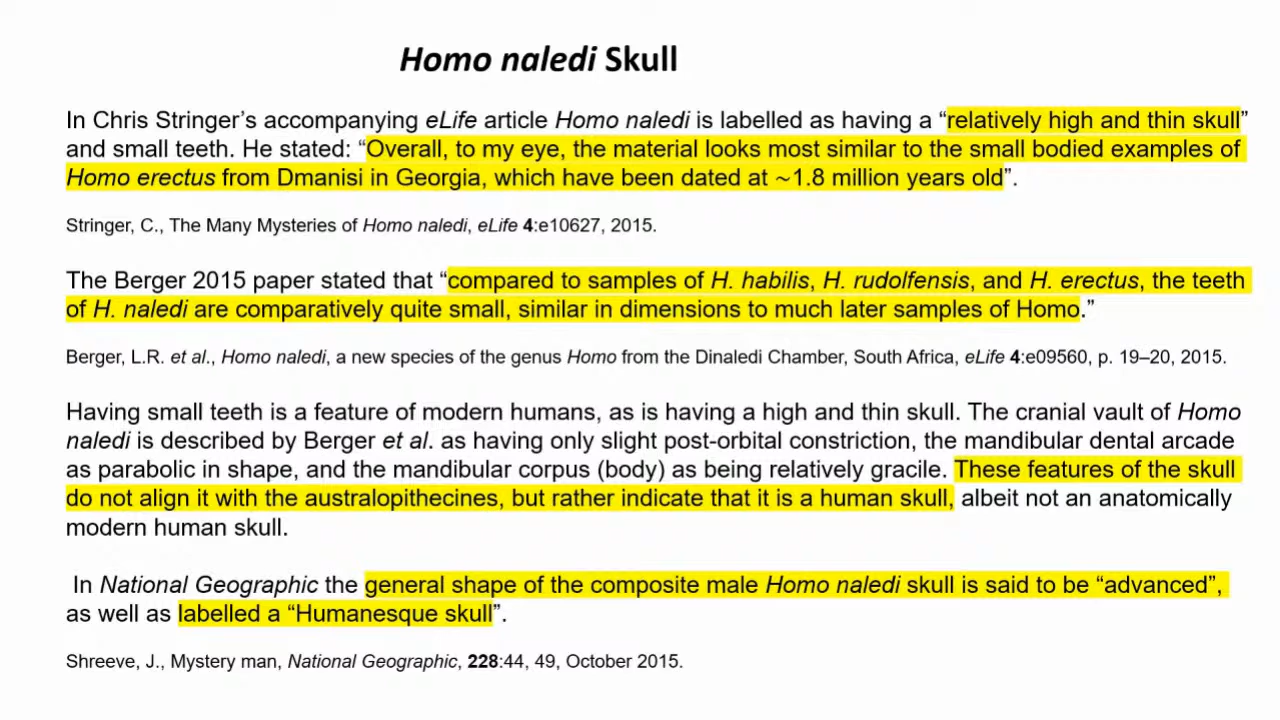 Homo naledi Skull
In Chris Stringer’s accompanying eLife article Homo naledi is labelled as having a “relatively high and thin skull”
and small teeth. He stated: “Overall, to my eye, the material looks most similar to the small bodied examples of
Homo erectus from Dmanisi in Georgia, which have been dated at ~1.8 million years old”.
Stringer, C., The Many Mysteries of Homo naledi, eLife 4:e10627, 2015.
The Berger 2015 paper stated that “compared to samples of H. habilis, H. rudolfensis, and H. erectus, the teeth
of H. naledi are comparatively quite small, similar in dimensions to much later samples of Homo.”
Berger, L.R. et al., Homo naledi, a new species of the genus Homo from the Dinaledi Chamber, South Africa, eLife 4:e09560, p. 19–20, 2015.
Having small teeth is a feature of modern humans, as is having a high and thin skull. The cranial vault of Homo
naledi is described by Berger et al. as having only slight post-orbital constriction, the mandibular dental arcade
as parabolic in shape, and the mandibular corpus (body) as being relatively gracile. These features of the skull
do not align it with the australopithecines, but rather indicate that it is a human skull, albeit not an anatomically
modern human skull.
In National Geographic the general shape of the composite male Homo naledi skull is said to be “advanced”,
as well as labelled a “Humanesque skull”.
Shreeve, J., Mystery man, National Geographic, 228:44, 49, October 2015.